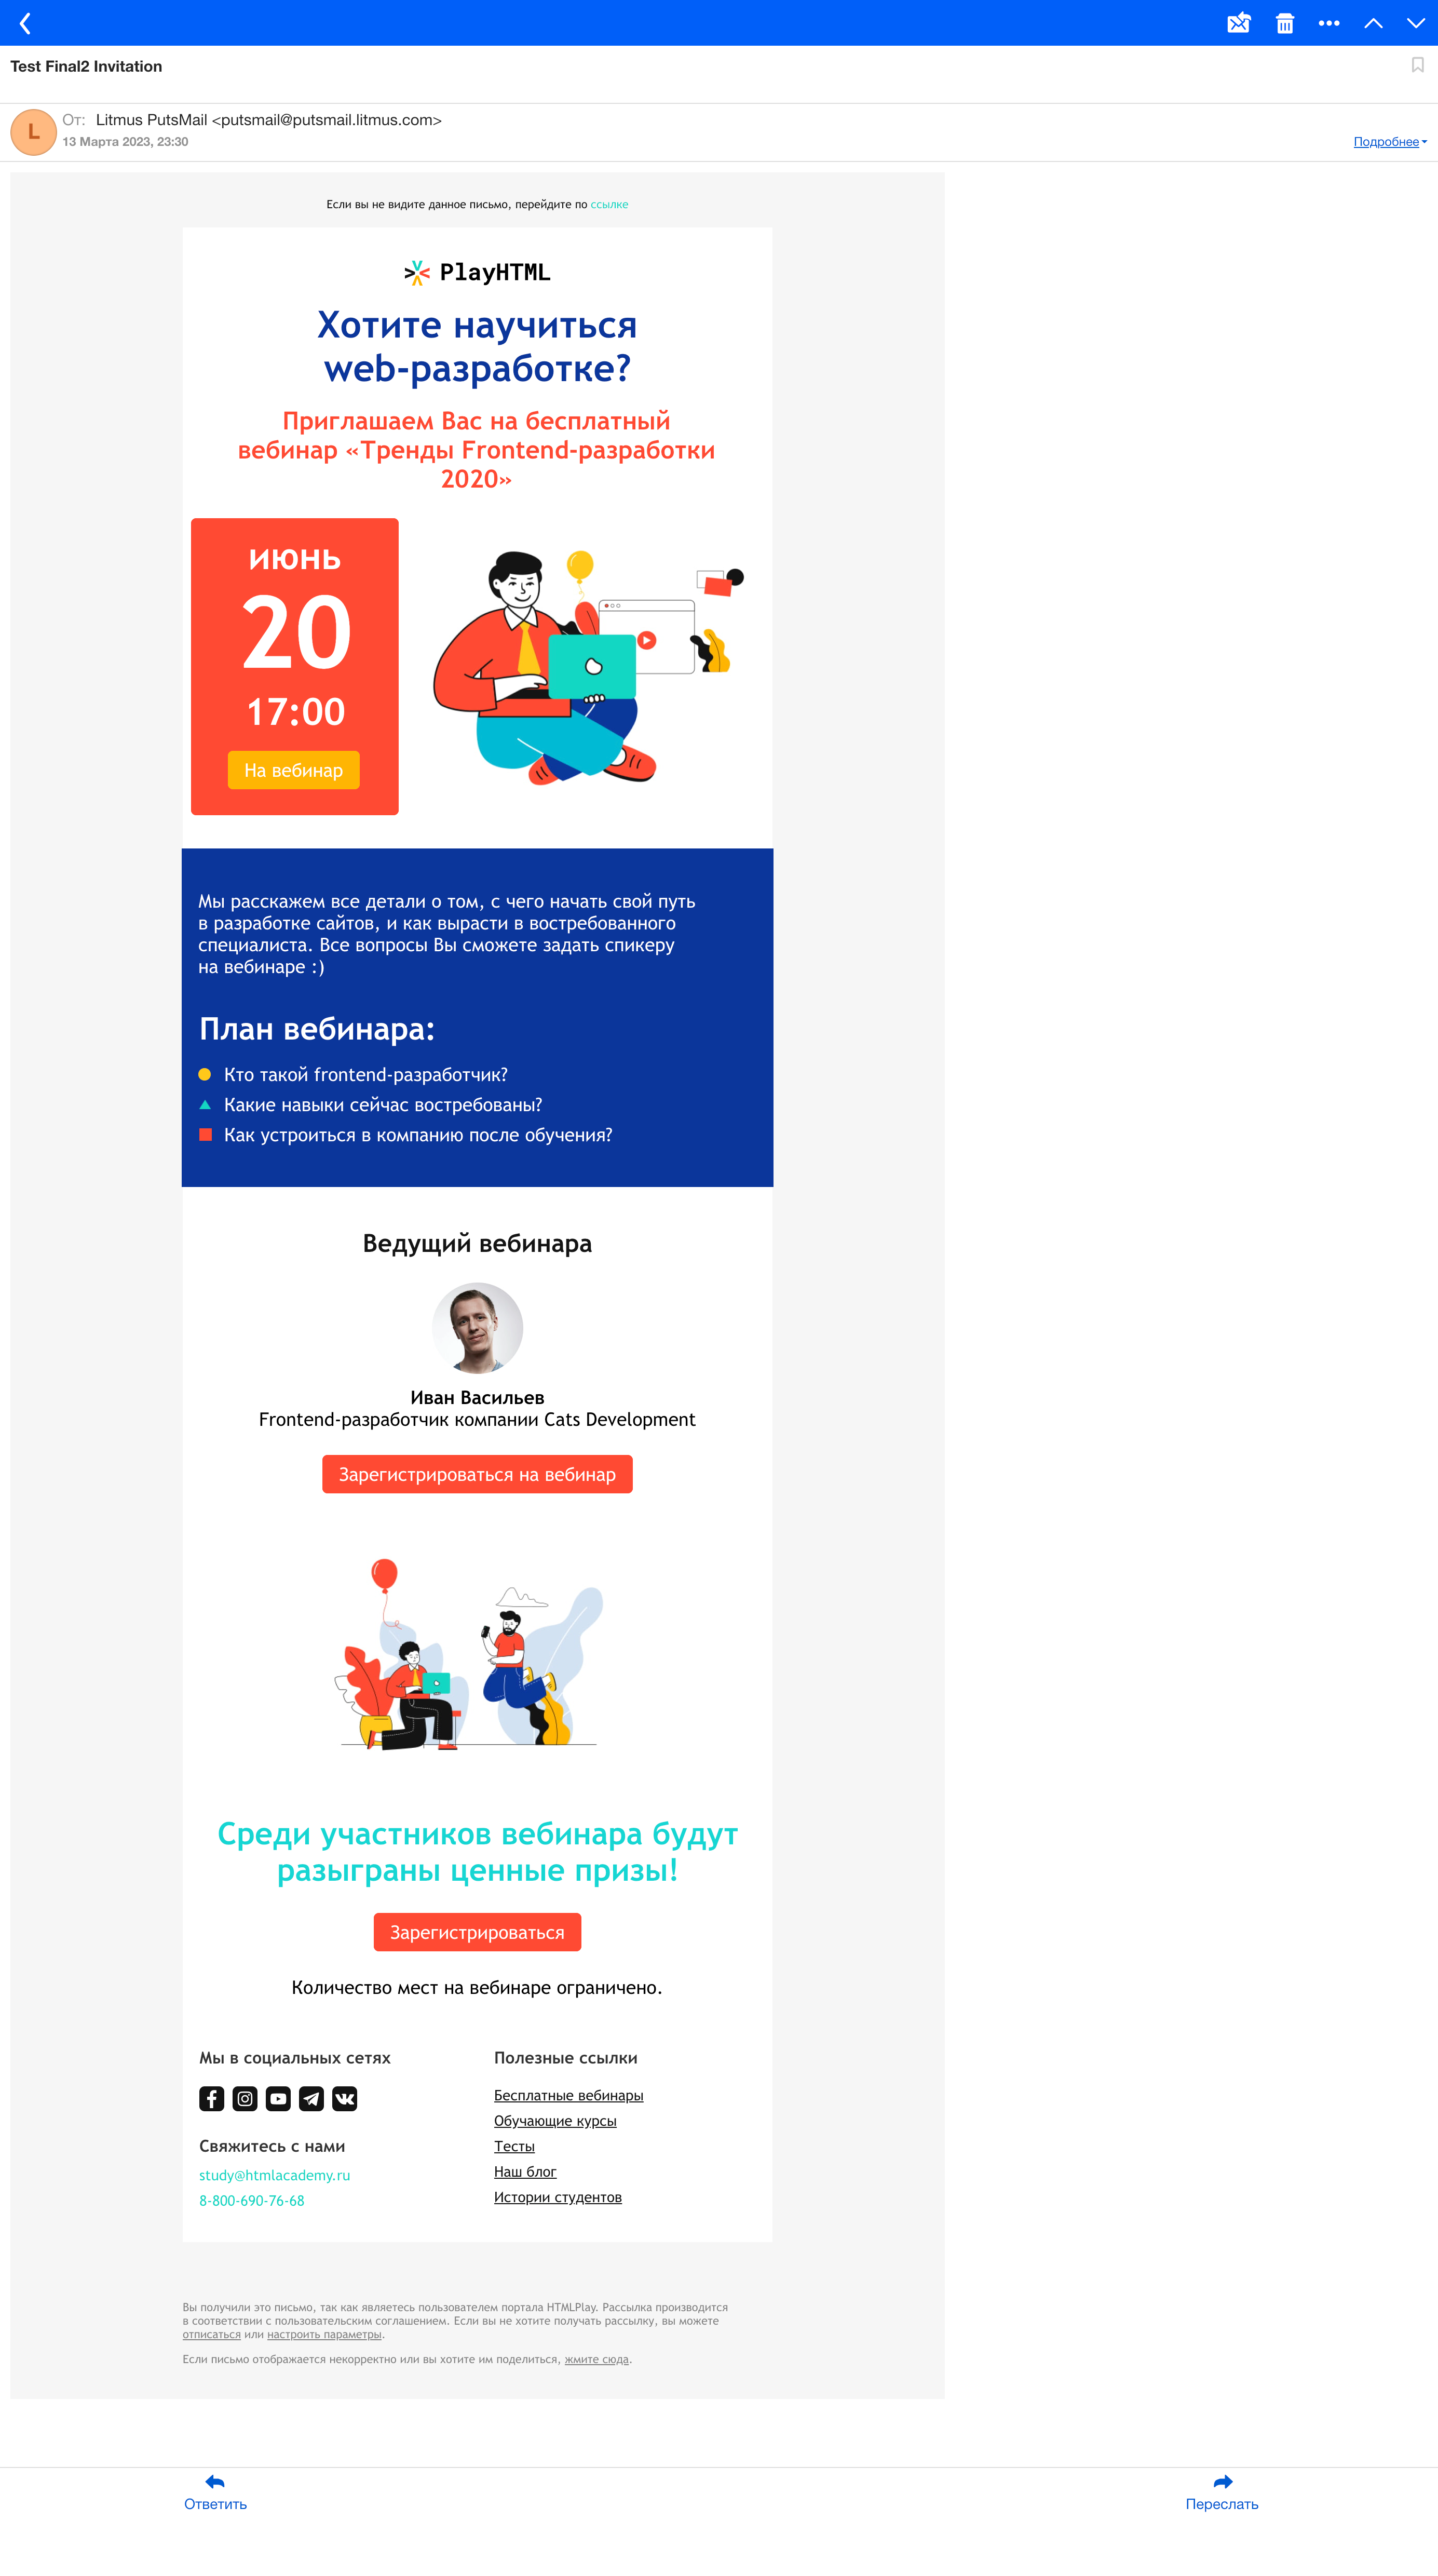 Test Final2 Invitation
L
От: Litmus PutsMail <putsmail@putsmail.litmus.com>
13 Марта 2023, 23:30
Подробнее
Если вы не видите данное письмо, перейдите по ссылке
PlayHTML
Хотите научиться
web-разработке?
Приглашаем Вас на бесплатный
вебинар «Тренды Frontend-разработки
2020»
июнь
20
17:00
На вебинар
Мы расскажем все детали о том, с чего начать свой путь
в разработке сайтов, и как вырасти в востребованного
специалиста. Все вопросы Вы сможете задать спикеру
на вебинаре :)
План вебинара:
Кто такой frontend-разработчик?
Какие навыки сейчас востребованы?
Как устроиться в компанию после обучения?
Ведущий вебинара
Иван Васильев
Frontend-разработчик компании Cats Development
Зарегистрироваться на вебинар
Среди участников вебинара будут
разыграны ценные призы!
Зарегистрироваться
Количество мест на вебинаре ограничено.
Мы в социальных сетях
Свяжитесь с нами
study@htmlacademy.ru
8-800-690-76-68
Полезные ссылки
Бесплатные вебинары
Обучающие курсы
Тесты
Наш блог
Истории студентов
Вы получили это письмо, так как являетесь пользователем портала HTMLPlay. Рассылка производится
в соответствии с пользовательским соглашением. Если вы не хотите получать рассылку, вы можете
отписаться или настроить параметры.
Если письмо отображается некорректно или вы хотите им поделиться, жмите сюда.
Ответить
Переслать